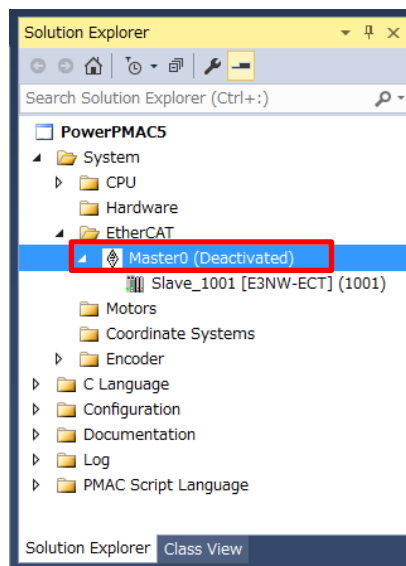 Solution Explorer
Search Solution Explorer (Ctrl+:)
PowerPMAC5
System
CPU
Hardware
EtherCAT
Master0 (Deactivated)
Slave_1001 [E3NW-ECT] (1001)
Motors
Coordinate Systems
Encoder
C Language
Configuration
Documentation
Log
PMAC Script Language
Solution Explorer Class View